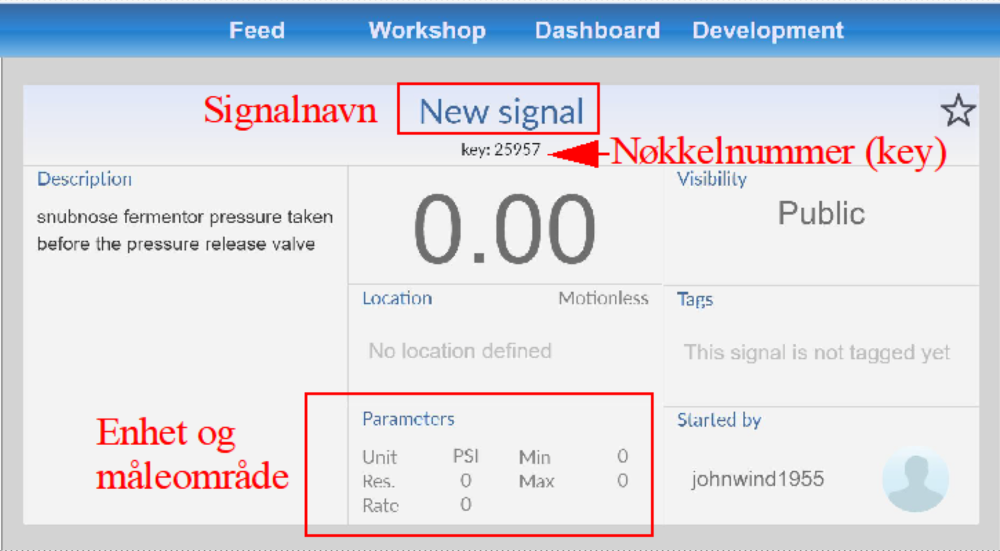 Feed Workshop Dashboard Development
Signalnavn New signal
key: 25957 Nøkkelnummer (key)
Description
snubnose fermentor pressure taken
before the pressure release valve
0.00
Visibility
Public
Location Motionless
No location defined
Tags
This signal is not tagged yet
Enhet og
måleområde
Parameters
Unit PSI Min 0
Res. 0 Max 0
Rate 0
Started by
johnwind1955